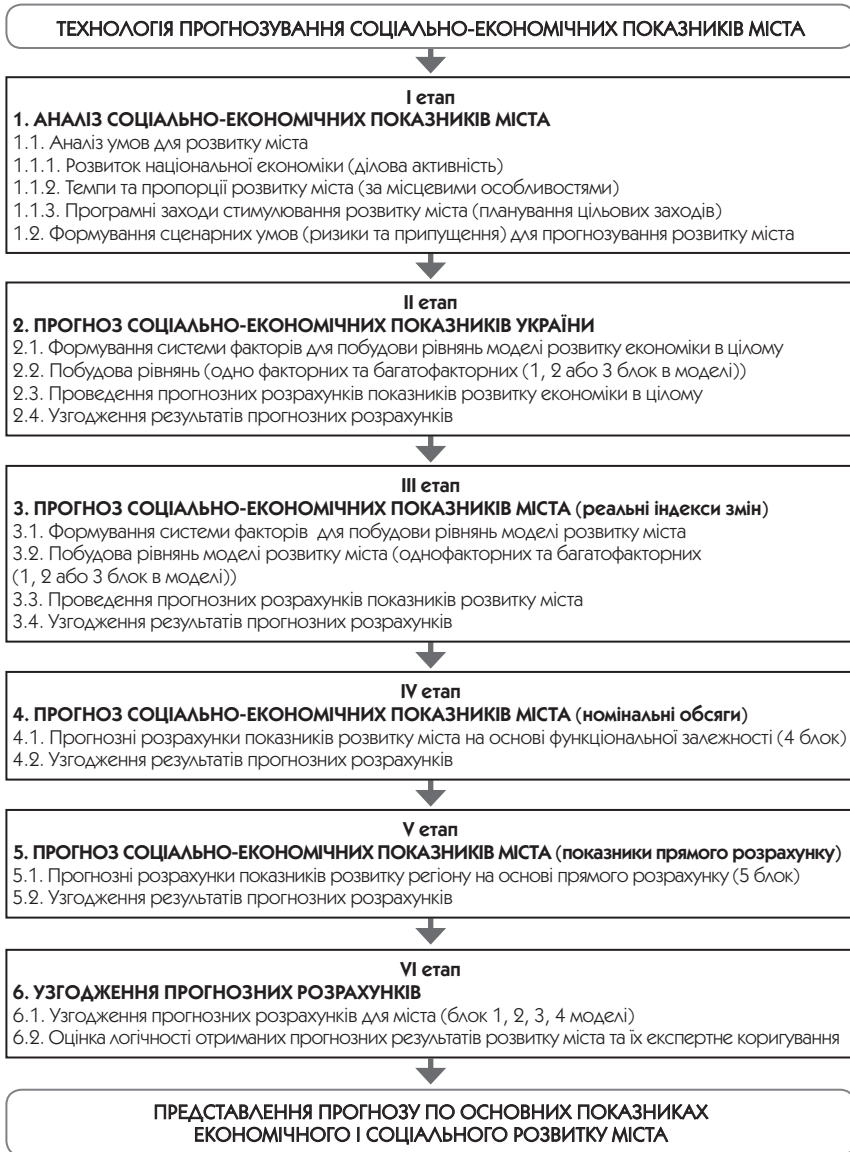 ТЕХНОЛОГІЯ ПРОГНОЗУВАННЯ СОЦІАЛЬНО-ЕКОНОМІЧНИХ ПОКАЗНИКІВ МІСТА
I етап
1. АНАЛІЗ СОЦІАЛЬНО-ЕКОНОМІЧНИХ ПОКАЗНИКІВ МІСТА
1.1. Аналіз умов для розвитку міста
1.1.1. Розвиток національної економіки (ділова активність)
1.1.2. Темпи та пропорції розвитку міста (за місцевими особливостями)
1.1.3. Програмні заходи стимулювання розвитку міста (планування цільових заходів)
1.2. Формування сценарних умов (ризики та припущення) для прогнозування розвитку міста
II етап
2. ПРОГНОЗ СОЦІАЛЬНО-ЕКОНОМІЧНИХ ПОКАЗНИКІВ УКРАЇНИ
2.1. Формування системи факторів для побудови рівнянь моделі розвитку економіки в цілому
2.2. Побудова рівнянь (одно факторних та багатофакторних (1, 2 або 3 блок в моделі))
2.3. Проведення прогнозних розрахунків показників розвитку економіки в цілому
2.4. Узгодження результатів прогнозних розрахунків
III етап
3. ПРОГНОЗ СОЦІАЛЬНО-ЕКОНОМІЧНИХ ПОКАЗНИКІВ МІСТА (реальні індекси змін)
3.1. Формування системи факторів для побудови рівнянь моделі розвитку міста
3.2. Побудова рівнянь моделі розвитку міста (однофакторних та багатофакторних
(1, 2 або 3 блок в моделі))
3.3. Проведення прогнозних розрахунків показників розвитку міста
3.4. Узгодження результатів прогнозних розрахунків
IV етап
4. ПРОГНОЗ СОЦІАЛЬНО-ЕКОНОМІЧНИХ ПОКАЗНИКІВ МІСТА (номінальні обсяги)
4.1. Прогнозні розрахунки показників розвитку міста на основі функціональної залежності (4 блок)
4.2. Узгодження результатів прогнозних розрахунків
V етап
5. ПРОГНОЗ СОЦІАЛЬНО-ЕКОНОМІЧНИХ ПОКАЗНИКІВ МІСТА (показники прямого розрахунку)
5.1. Прогнозні розрахунки показників розвитку регіону на основі прямого розрахунку (5 блок)
5.2. Узгодження результатів прогнозних розрахунків
VI етап
6. УЗГОДЖЕННЯ ПРОГНОЗНИХ РОЗРАХУНКІВ
6.1. Узгодження прогнозних розрахунків для міста (блок 1, 2, 3, 4 моделі)
6.2. Оцінка логічності отриманих прогнозних результатів розвитку міста та їх експертне коригування
ПРЕДСТАВЛЕННЯ ПРОГНОЗУ ПО ОСНОВНИХ ПОКАЗНИКАХ
ЕКОНОМІЧНОГО І СОЦІАЛЬНОГО РОЗВИТКУ МІСТА